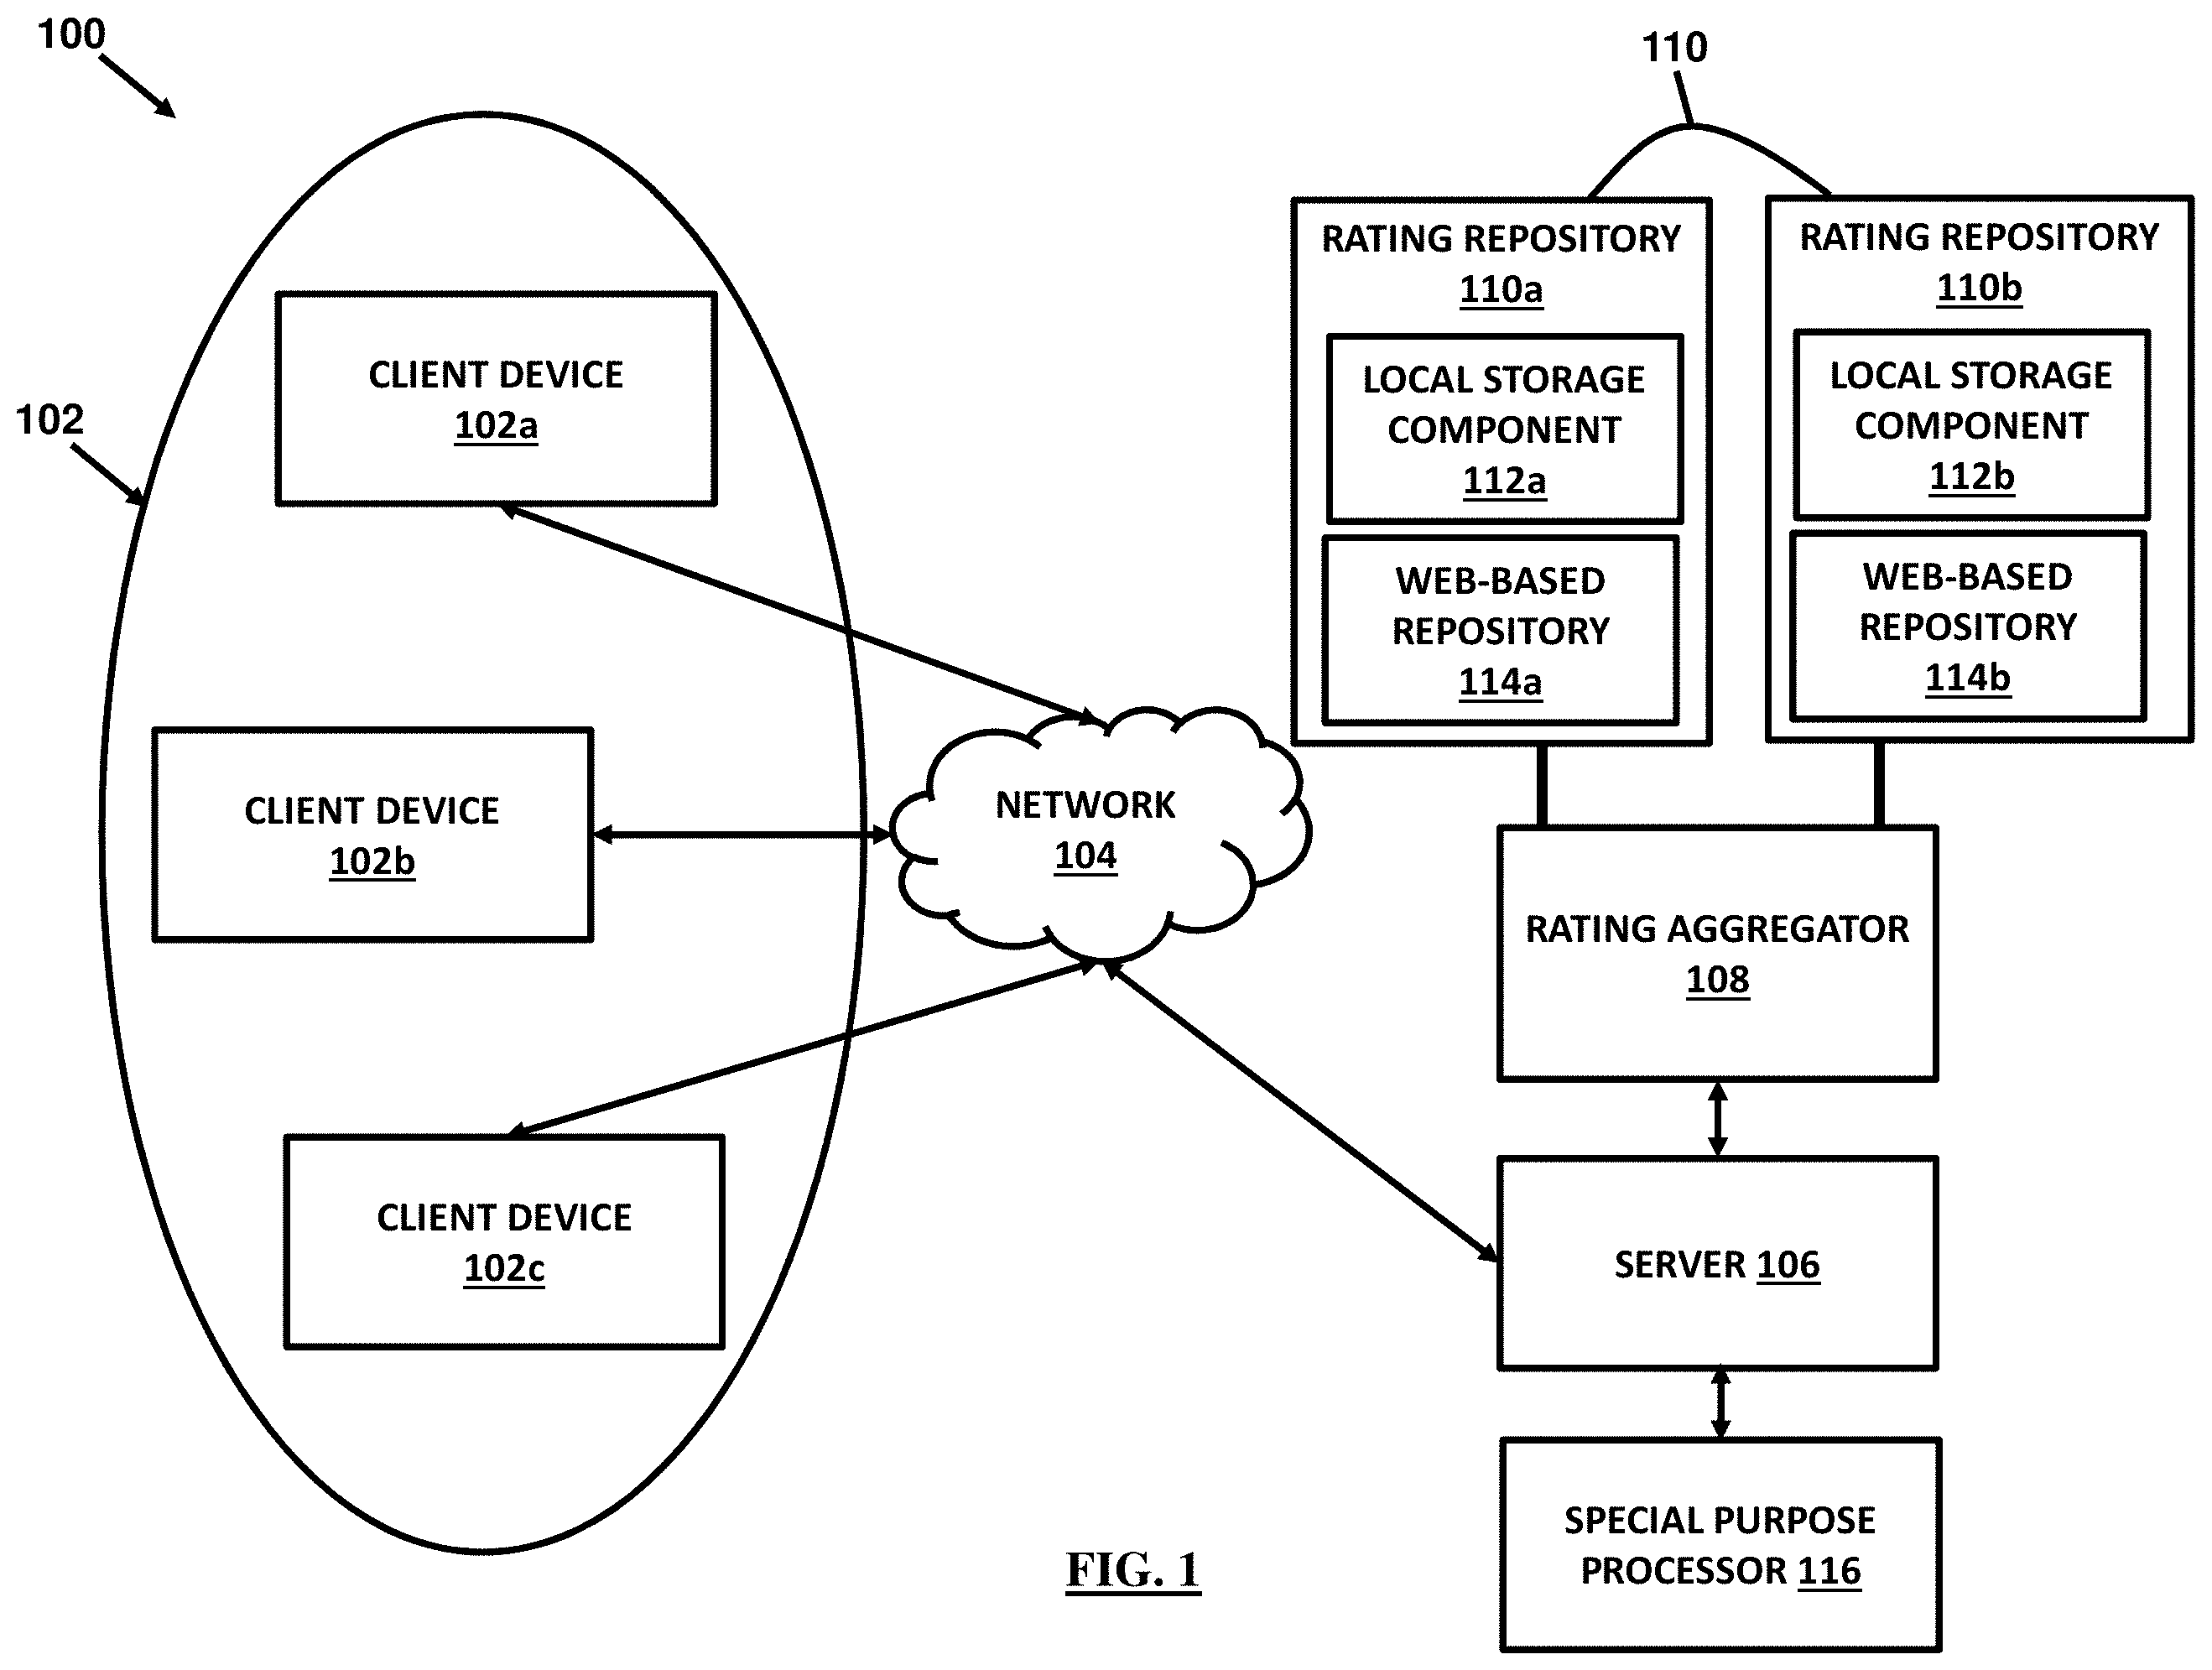 100
110
102
CLIENT DEVICE
102a
CLIENT DEVICE
102b
CLIENT DEVICE
102c
NETWORK
104
RATING REPOSITORY
110a
LOCAL STORAGE
COMPONENT
112a
WEB-BASED
REPOSITORY
114a
RATING REPOSITORY
110b
LOCAL STORAGE
COMPONENT
112b
WEB-BASED
REPOSITORY
114b
RATING AGGREGATOR
108
SERVER 106
SPECIAL PURPOSE
PROCESSOR 116
FIG. 1